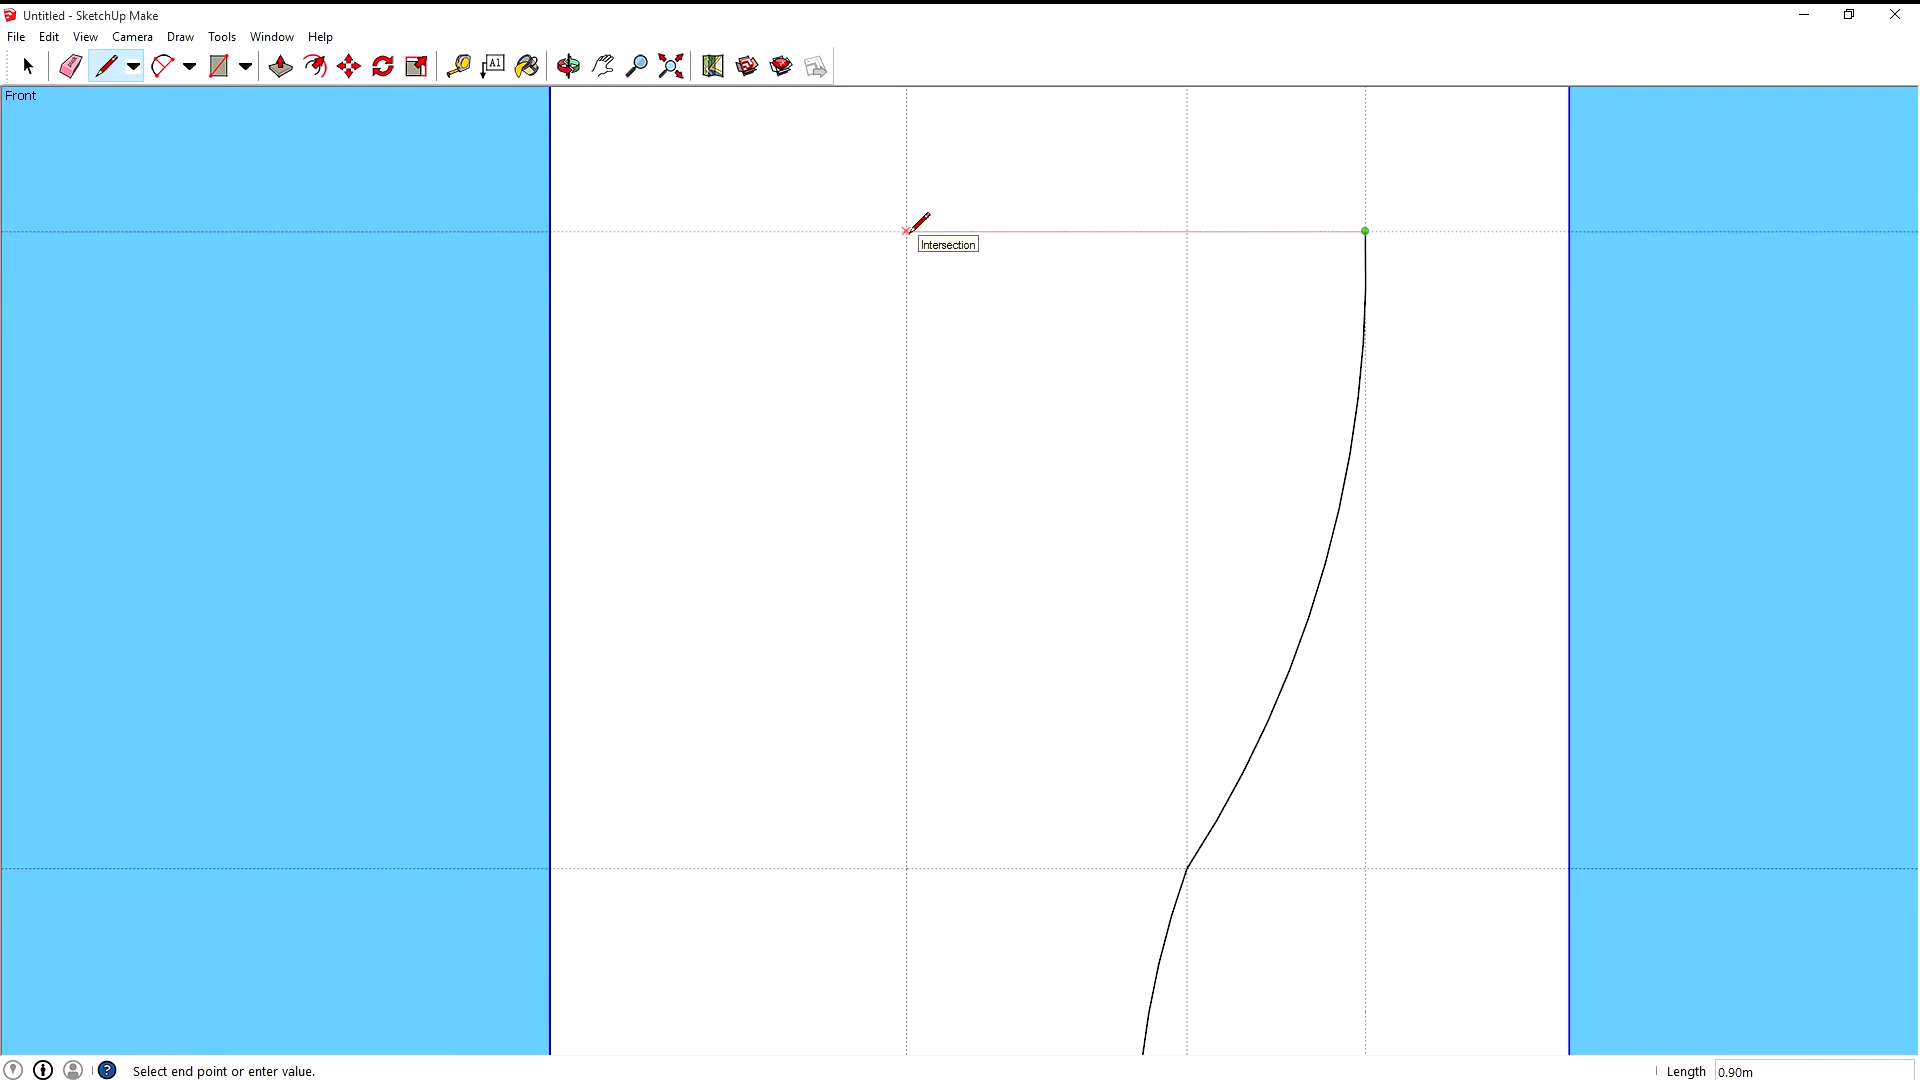 Untitled - SketchUp Make
File Edit View Camera Draw Tools Window Help
A1
Front
Intersection
Select end point or enter value.
Length 0.90m